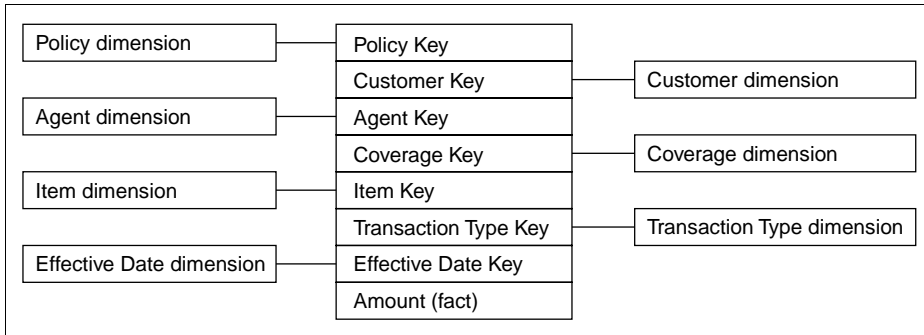 Policy dimension
Policy Key
Customer Key
Customer dimension
Agent dimension
Agent Key
Coverage Key
Coverage dimension
Item dimension
Item Key
Transaction Type Key
Transaction Type dimension
Effective Date dimension
Effective Date Key
Amount (fact)